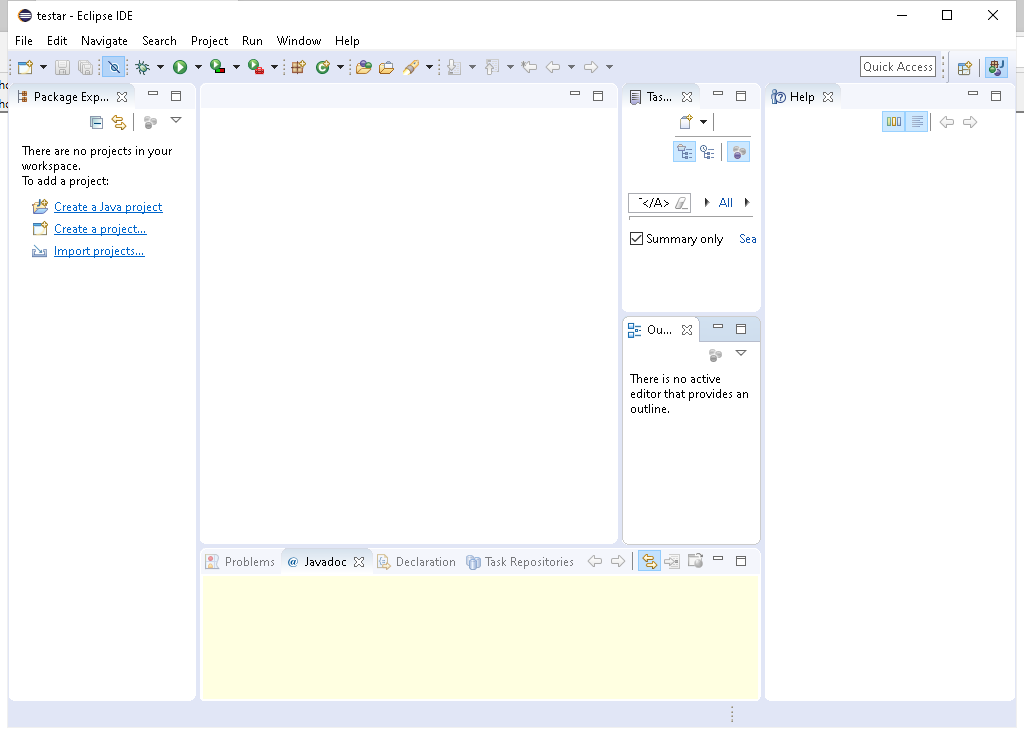 testar - Eclipse IDE
File Edit Navigate Search Project Run Window Help
Quick Access
Package Exp...
There are no projects in your
workspace.
To add a project:
Create a Java project
Create a project...
Import projects...
Tas...
</A>
All
Summary only Sea
Ou...
There is no active
editor that provides an
outline.
Help
Problems @ Javadoc Declaration Task Repositories